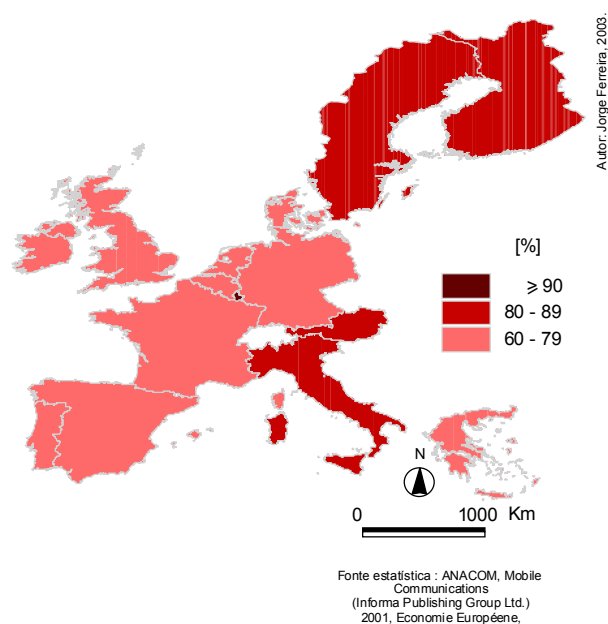 Autor: Jorge Ferreira, 2003.
[%]
≥ 90
80 - 89
60 - 79
N
0 1000 Km
Fonte estatística : ANACOM, Mobile
Communications
(Informa Publishing Group Ltd.)
2001, Economie Européene,